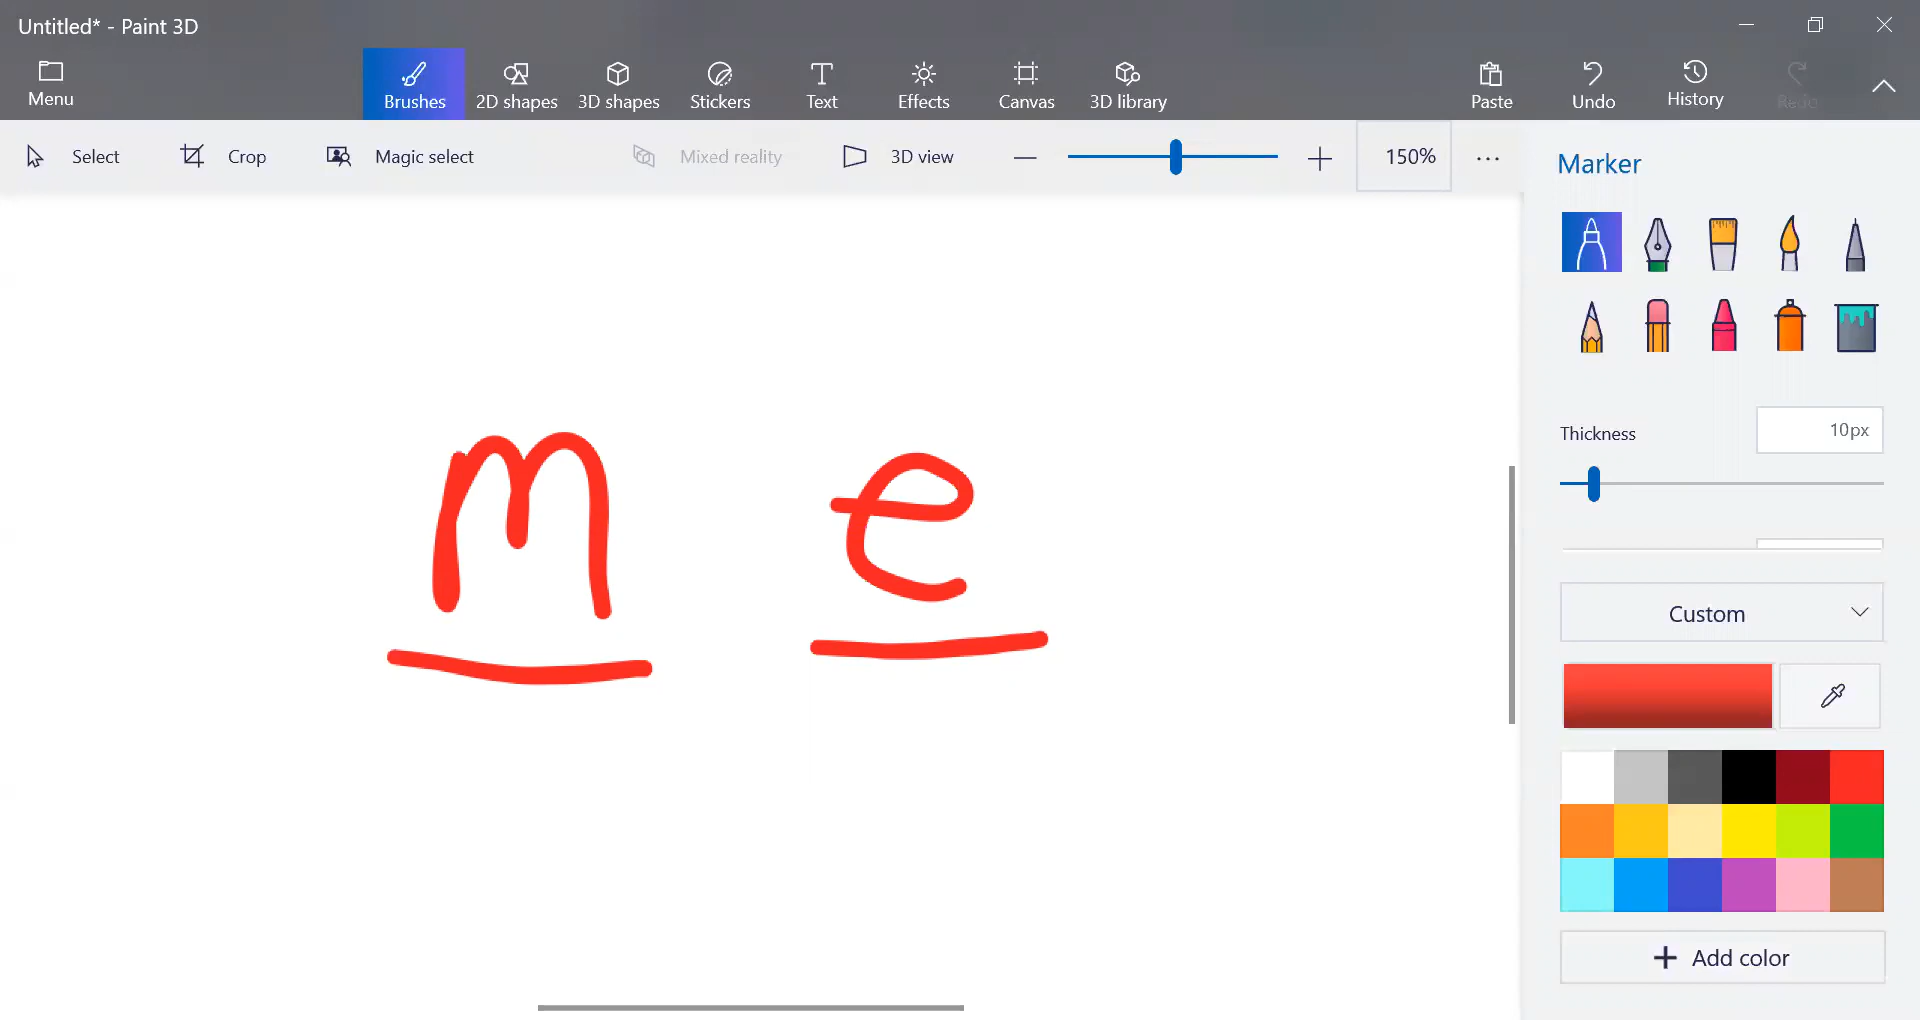 Untitled* - Paint 3D
Menu Brushes 2D shapes 3D shapes Stickers Text Effects Canvas 3D library Paste Undo History Redo
Select Crop Magic select Mixed reality 3D view 150% ...
Marker
Thickness 10px
Custom
Add color
m e